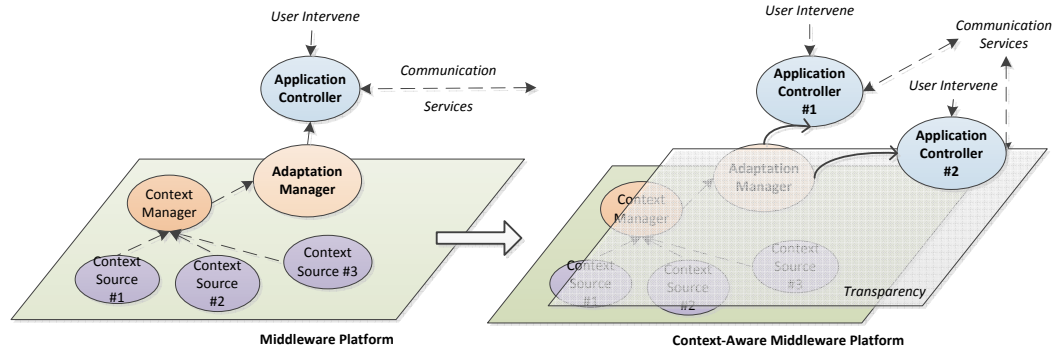 User Intervene
Application
Controller
Communication
Services
Adaptation
Manager
Context
Manager
Context
Source
#1
Context
Source
#2
Context
Source #3
Middleware Platform
User Intervene
Communication
Services
Application
Controller
#1
User Intervene
Application
Controller
#2
Adaptation
Manager
Context
Manager
Context
Source
#1
Context
Source
#2
Context
Source
#3
Transparency
Context-Aware Middleware Platform